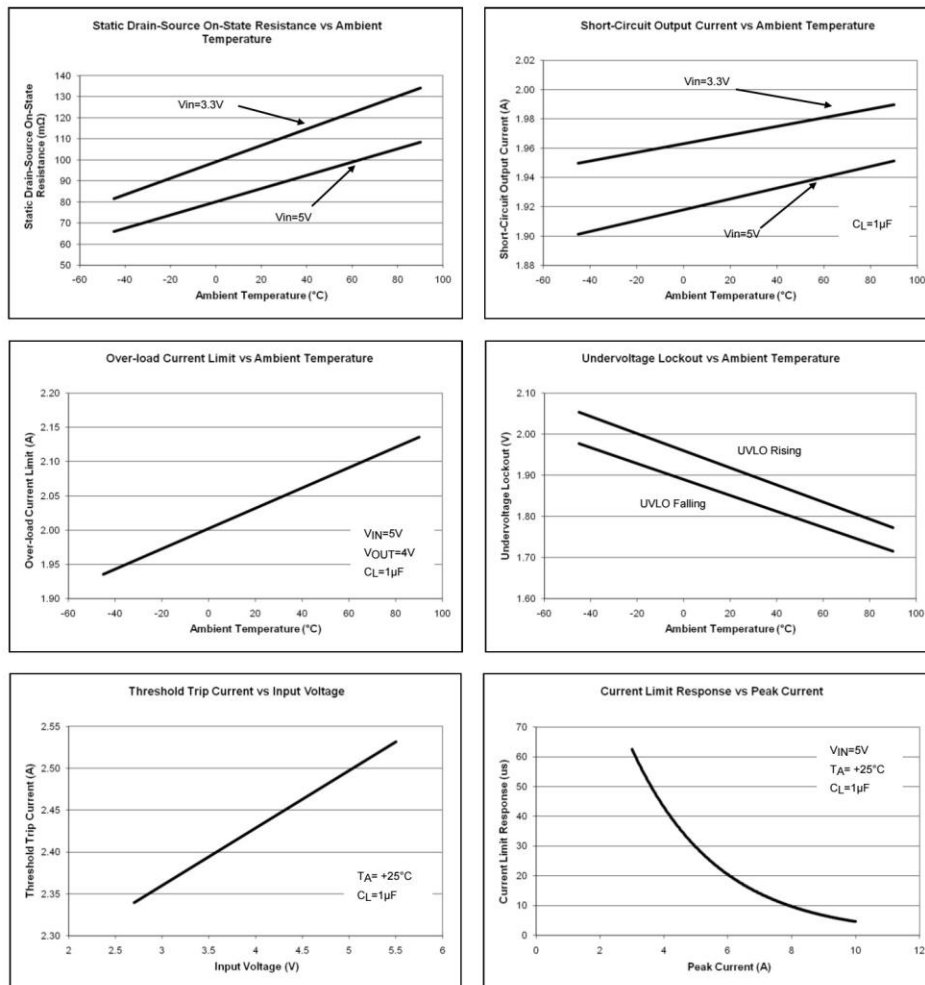 Static Drain-Source On-State Resistance vs Ambient
Temperature
Static Drain-Source On-State
Resistance (mΩ)
140
130
120
110
100
90
80
70
60
50
Vin=3.3V
Vin=5V
-60 -40 -20 0 20 40 60 80 100
Ambient Temperature (°C)
Short-Circuit Output Current vs Ambient Temperature
Short-Circuit Output Current (A)
2.02
2.00
1.98
1.96
1.94
1.92
1.90
1.88
Vin=3.3V
Vin=5V
CL=1µF
-60 -40 -20 0 20 40 60 80 100
Ambient Temperature (°C)
Over-load Current Limit vs Ambient Temperature
Over-load Current Limit (A)
2.20
2.15
2.10
2.05
2.00
1.95
1.90
VIN=5V
VOUT=4V
CL=1µF
-60 -40 -20 0 20 40 60 80 100
Ambient Temperature (°C)
Undervoltage Lockout vs Ambient Temperature
Undervoltage Lockout (V)
2.10
2.00
1.90
1.80
1.70
1.60
UVLO Rising
UVLO Falling
-60 -40 -20 0 20 40 60 80 100
Ambient Temperature (°C)
Threshold Trip Current vs Input Voltage
Threshold Trip Current (A)
2.55
2.50
2.45
2.40
2.35
2.30
TA= +25°C
CL=1µF
2 2.5 3 3.5 4 4.5 5 5.5 6
Input Voltage (V)
Current Limit Response vs Peak Current
Current Limit Response (us)
70
60
50
40
30
20
10
0
VIN=5V
TA= +25°C
CL=1µF
0 2 4 6 8 10 12
Peak Current (A)